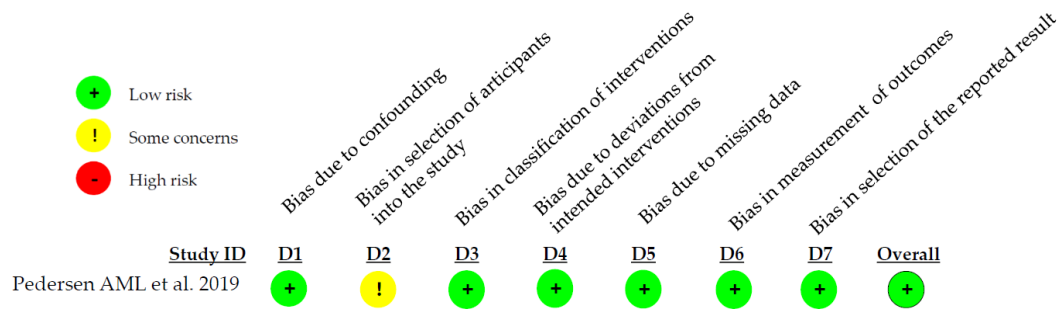 + Low risk
! Some concerns
- High risk
Bias due to confounding
Bias in selection of articipants
into the study
Bias in classification of interventions
Bias due to deviations from
intended interventions
Bias due to missing data
Bias in measurement of outcomes
Bias in selection of the reported result
Study ID D1 D2 D3 D4 D5 D6 D7 Overall
Pedersen AML et al. 2019 + ! + + + + + +